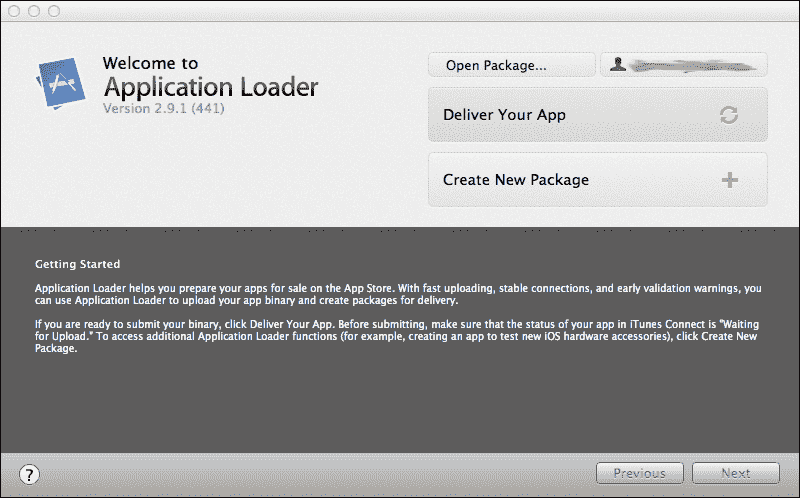 Welcome to
Application Loader
Version 2.9.1 (441)
Open Package...
Deliver Your App
Create New Package
Getting Started
Application Loader helps you prepare your apps for sale on the App Store. With fast uploading, stable connections, and early validation warnings, you
can use Application Loader to upload your app binary and create packages for delivery.
If you are ready to submit your binary, click Deliver Your App. Before submitting, make sure that the status of your app in iTunes Connect is "Waiting
for Upload." To access additional Application Loader functions (for example, creating an app to test new iOS hardware accessories), click Create New
Package.
?
Previous
Next